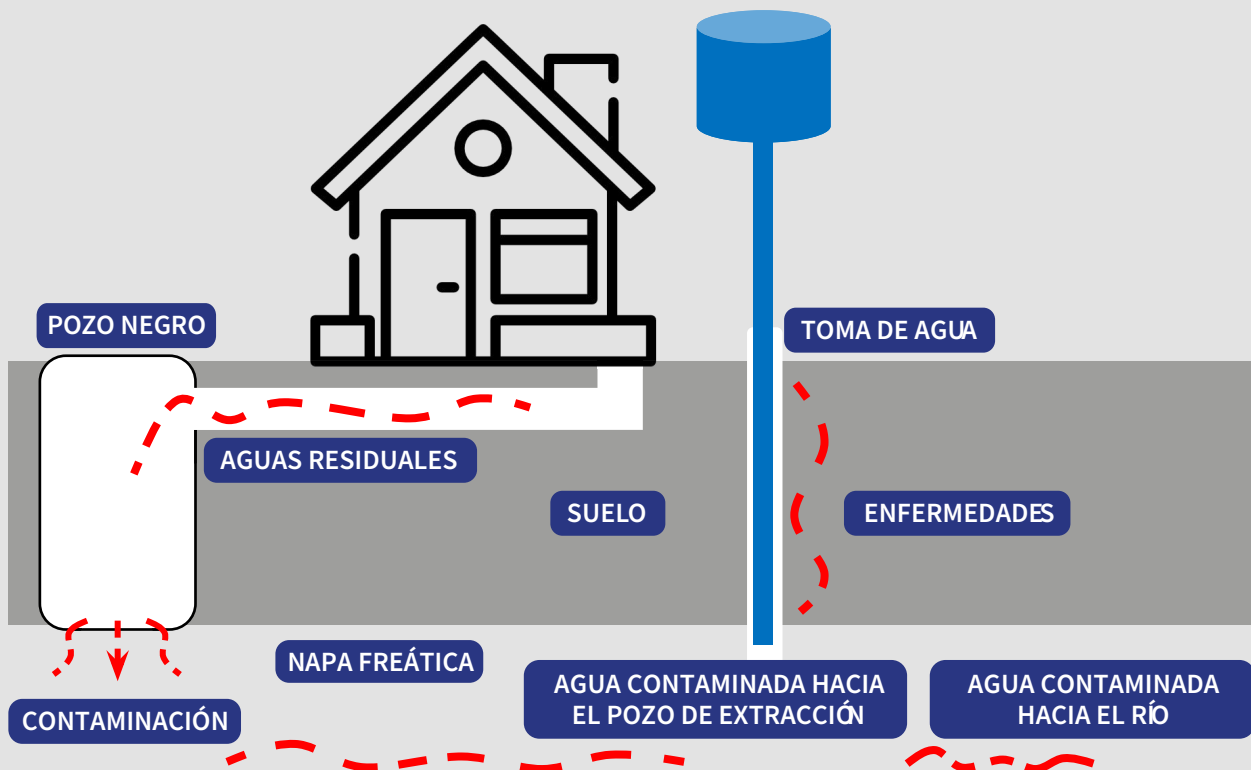 POZO NEGRO
TOMA DE AGUA
AGUAS RESIDUALES
SUELO
ENFERMEDADES
NAPA FREÁTICA
CONTAMINACIÓN
AGUA CONTAMINADA HACIA
EL POZO DE EXTRACCIÓN
AGUA CONTAMINADA
HACIA EL RÍO